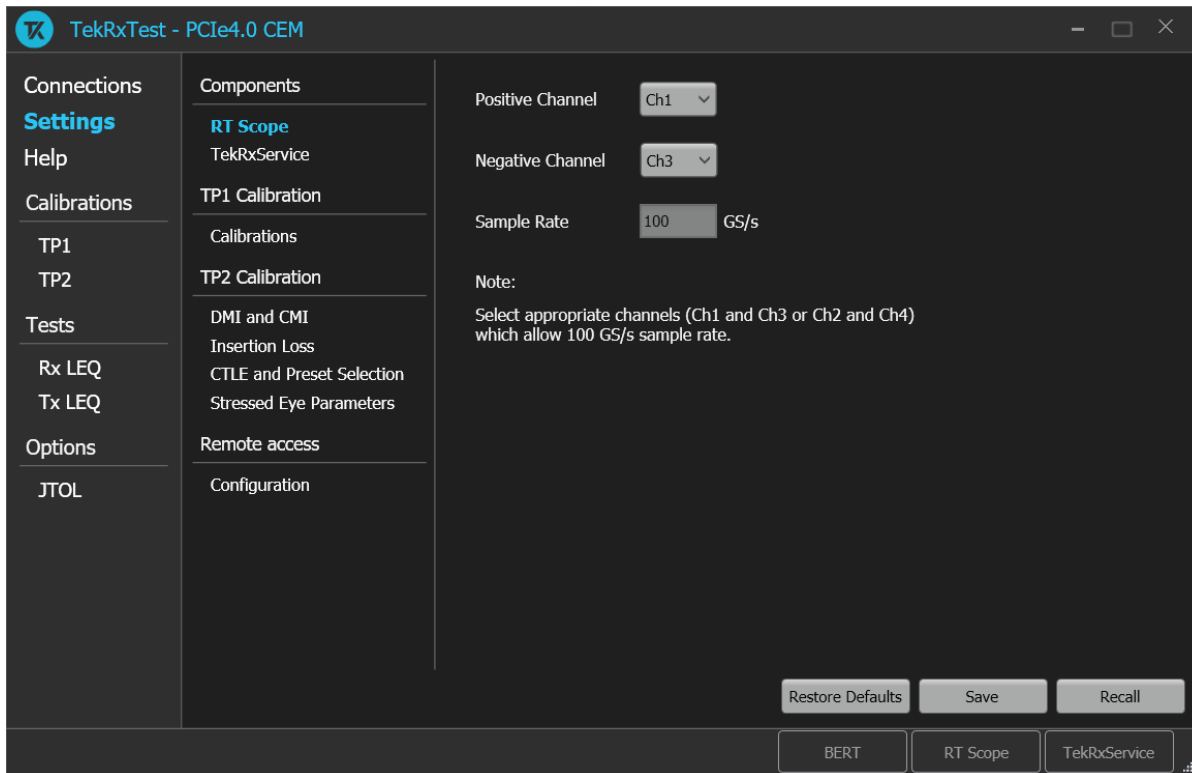 TekRxTest - PCIe4.0 CEM
Connections
Settings
Help
Calibrations
TP1
TP2
Tests
Rx LEQ
Tx LEQ
Options
JTOL
Components
RT Scope
TekRxService
TP1 Calibration
Calibrations
TP2 Calibration
DMI and CMI
Insertion Loss
CTLE and Preset Selection
Stressed Eye Parameters
Remote access
Configuration
Positive Channel Ch1
Negative Channel Ch3
Sample Rate 100 GS/s
Note:
Select appropriate channels (Ch1 and Ch3 or Ch2 and Ch4)
which allow 100 GS/s sample rate.
Restore Defaults Save Recall
BERT RT Scope TekRxService